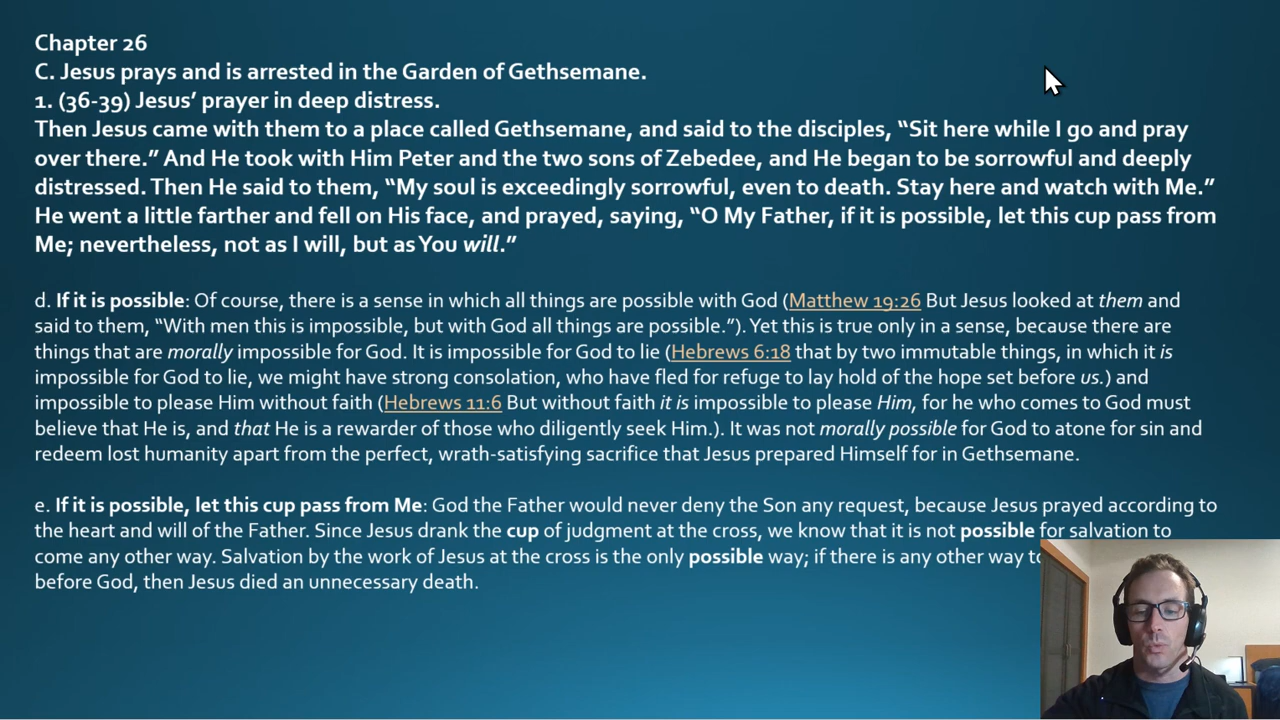 Chapter 26
C. Jesus prays and is arrested in the Garden of Gethsemane.
1. (36-39) Jesus’ prayer in deep distress.
Then Jesus came with them to a place called Gethsemane, and said to the disciples, “Sit here while I go and pray
over there.” And He took with Him Peter and the two sons of Zebedee, and He began to be sorrowful and deeply
distressed. Then He said to them, “My soul is exceedingly sorrowful, even to death. Stay here and watch with Me.”
He went a little farther and fell on His face, and prayed, saying, “O My Father, if it is possible, let this cup pass from
Me; nevertheless, not as I will, but as You will.”
d. If it is possible: Of course, there is a sense in which all things are possible with God (Matthew 19:26 But Jesus looked at them and
said to them, “With men this is impossible, but with God all things are possible.”). Yet this is true only in a sense, because there are
things that are morally impossible for God. It is impossible for God to lie (Hebrews 6:18 that by two immutable things, in which it is
impossible for God to lie, we might have strong consolation, who have fled for refuge to lay hold of the hope set before us.) and
impossible to please Him without faith (Hebrews 11:6 But without faith it is impossible to please Him, for he who comes to God must
believe that He is, and that He is a rewarder of those who diligently seek Him.). It was not morally possible for God to atone for sin and
redeem lost humanity apart from the perfect, wrath-satisfying sacrifice that Jesus prepared Himself for in Gethsemane.
e. If it is possible, let this cup pass from Me: God the Father would never deny the Son any request, because Jesus prayed according to
the heart and will of the Father. Since Jesus drank the cup of judgment at the cross, we know that it is not possible for salvation to
come any other way. Salvation by the work of Jesus at the cross is the only possible way; if there is any other way
before God, then Jesus died an unnecessary death.